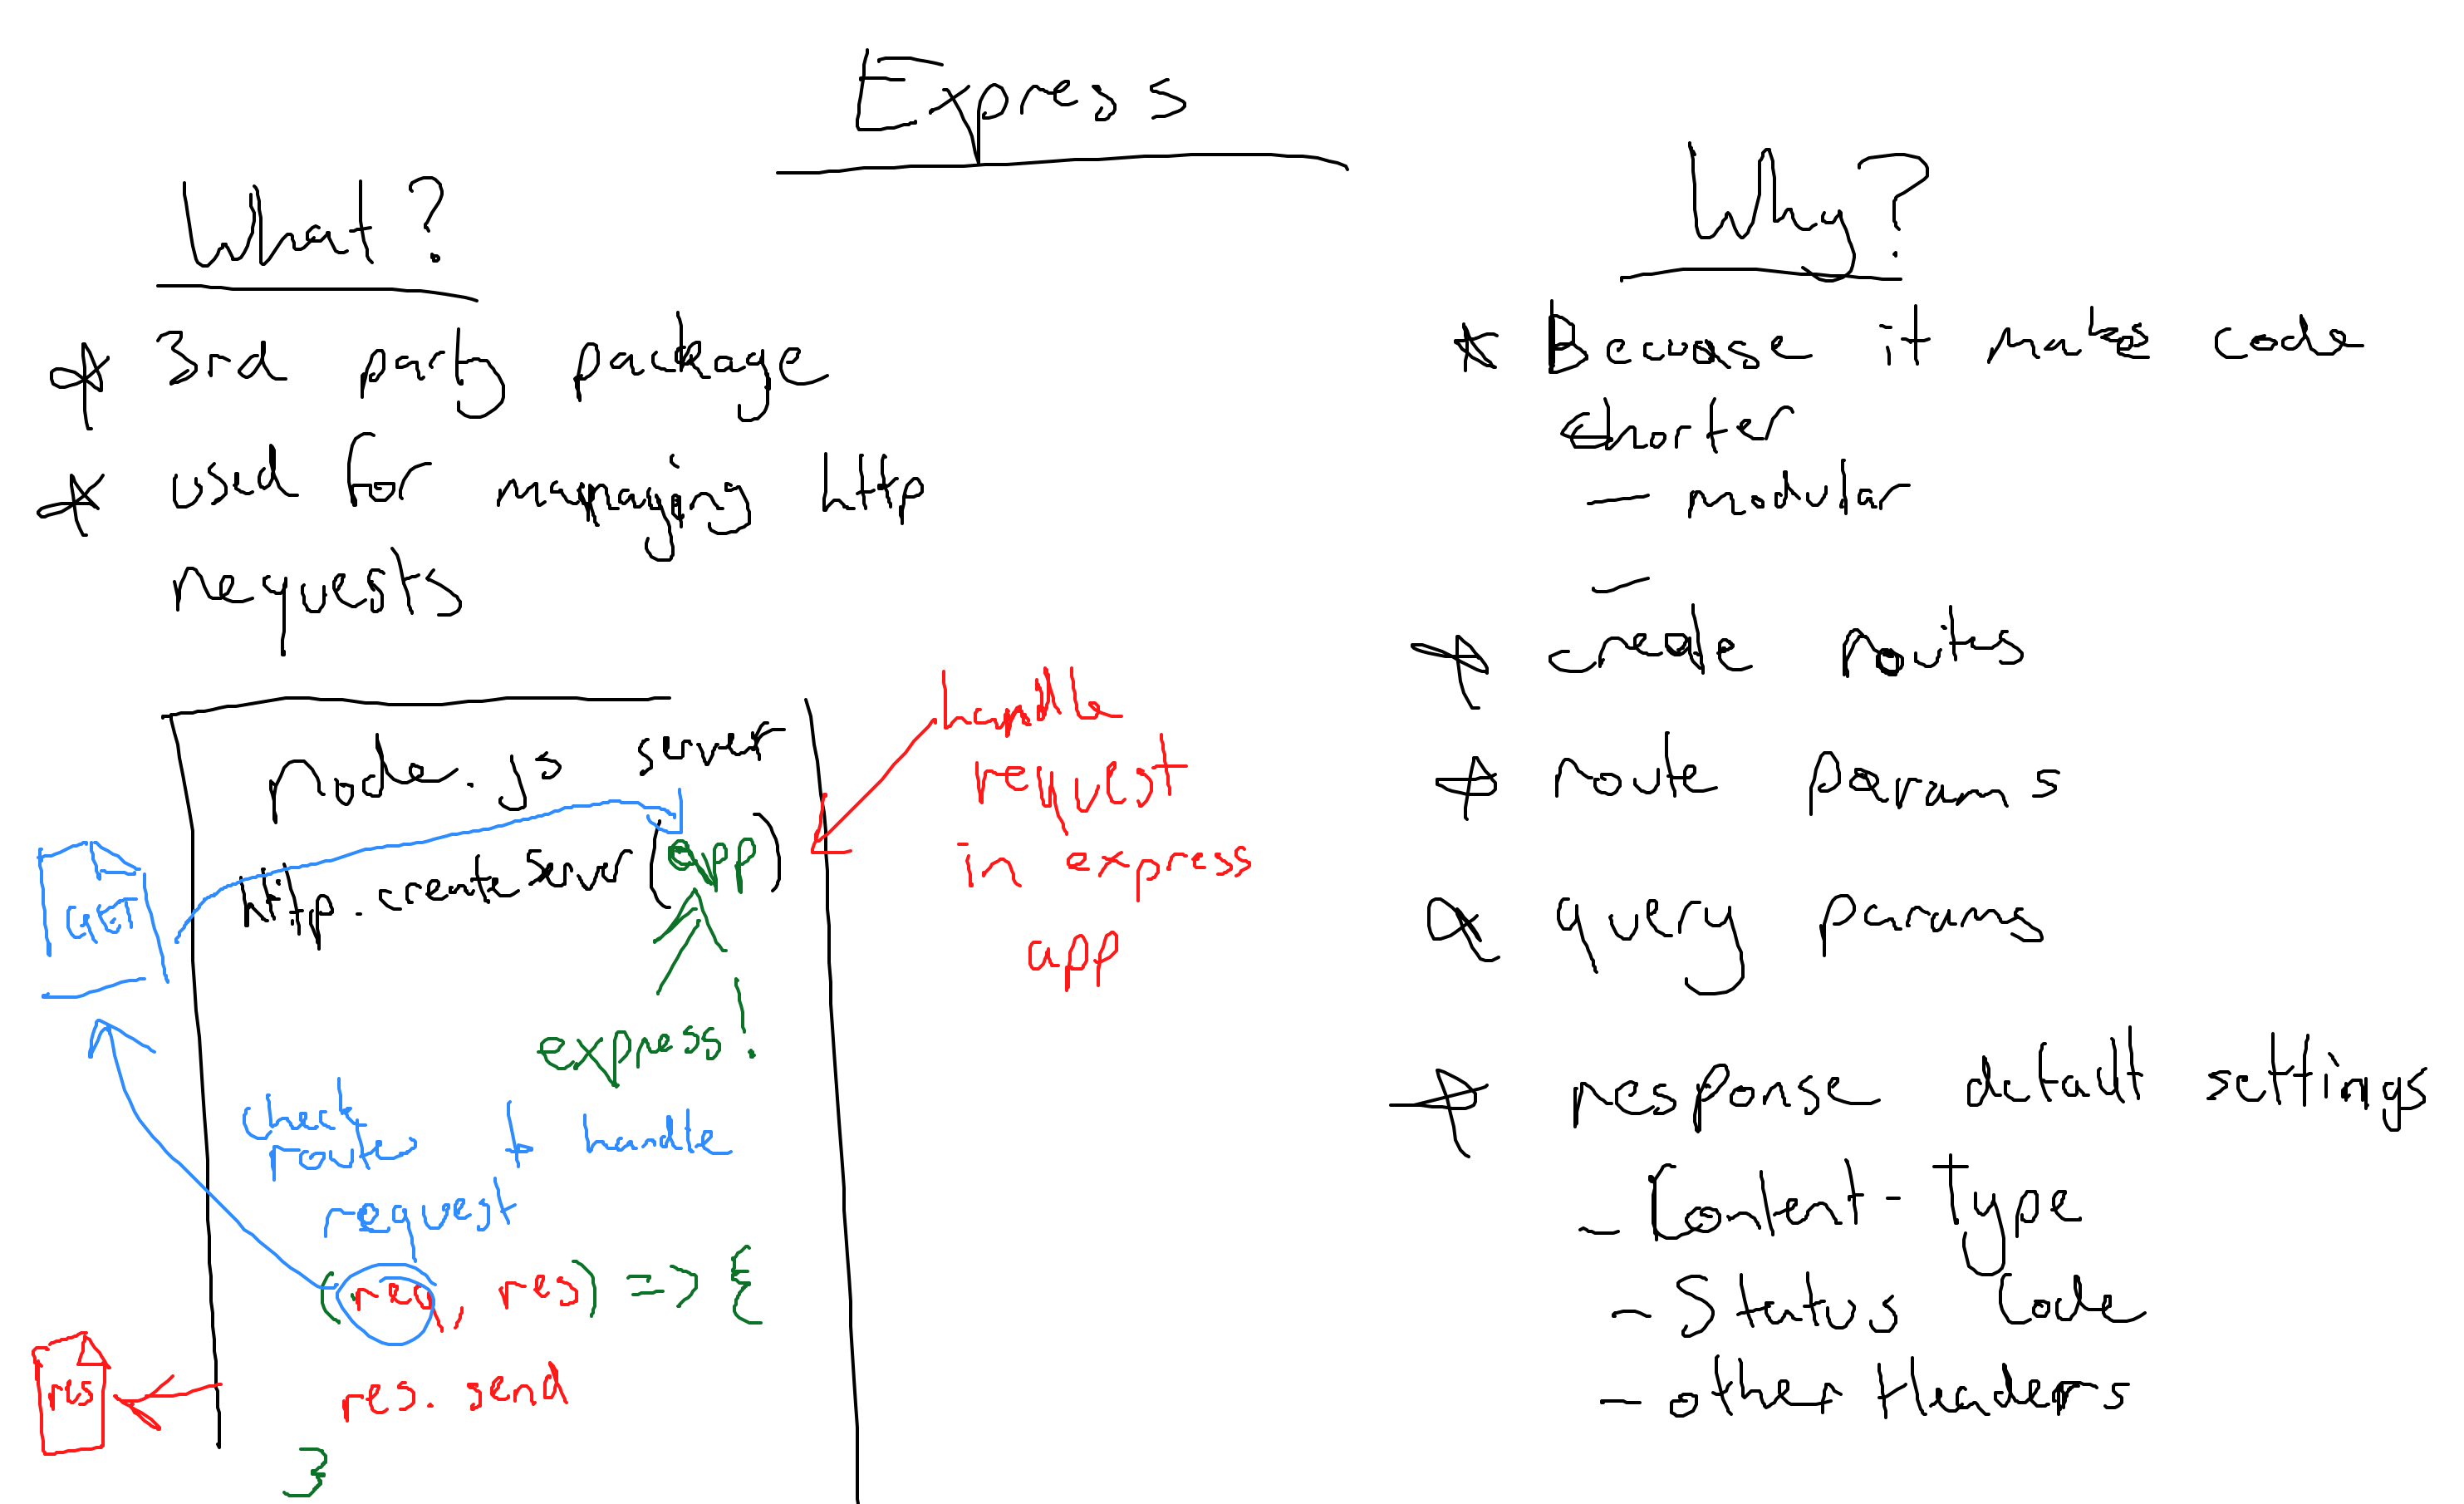 Express
What?
* 3rd party package
* used for managing http
requests
node.js server
http.createServer(app)
express!
check
paths + handle
request
(req, res) => {
res.send
}
req
res
handle
request
in express
app
Why?
* Because it makes code
shorter
- modular
-
* create routes
* route params
* query params
* response default settings
- Content-Type
- Status Code
- other Headers